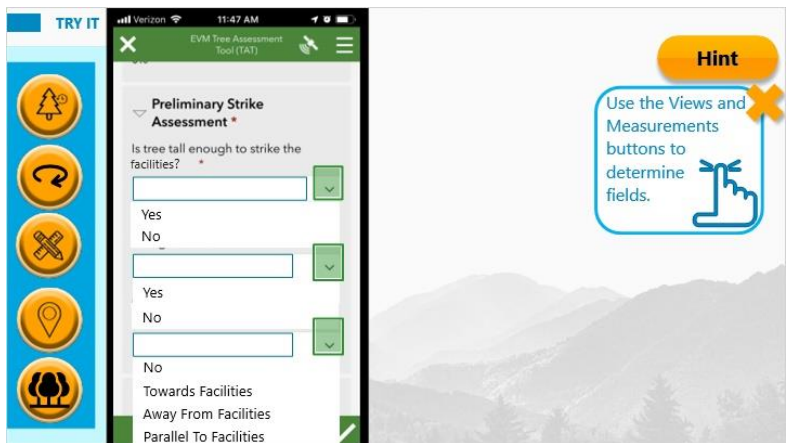 TRY IT
Verizon 11:47 AM
EVM Tree Assessment
Tool (TAT)
Preliminary Strike
Assessment *
Is tree tall enough to strike the
facilities? *
Yes
No
Yes
No
No
Towards Facilities
Away From Facilities
Parallel To Facilities
Hint
Use the Views and
Measurements
buttons to
determine
fields.